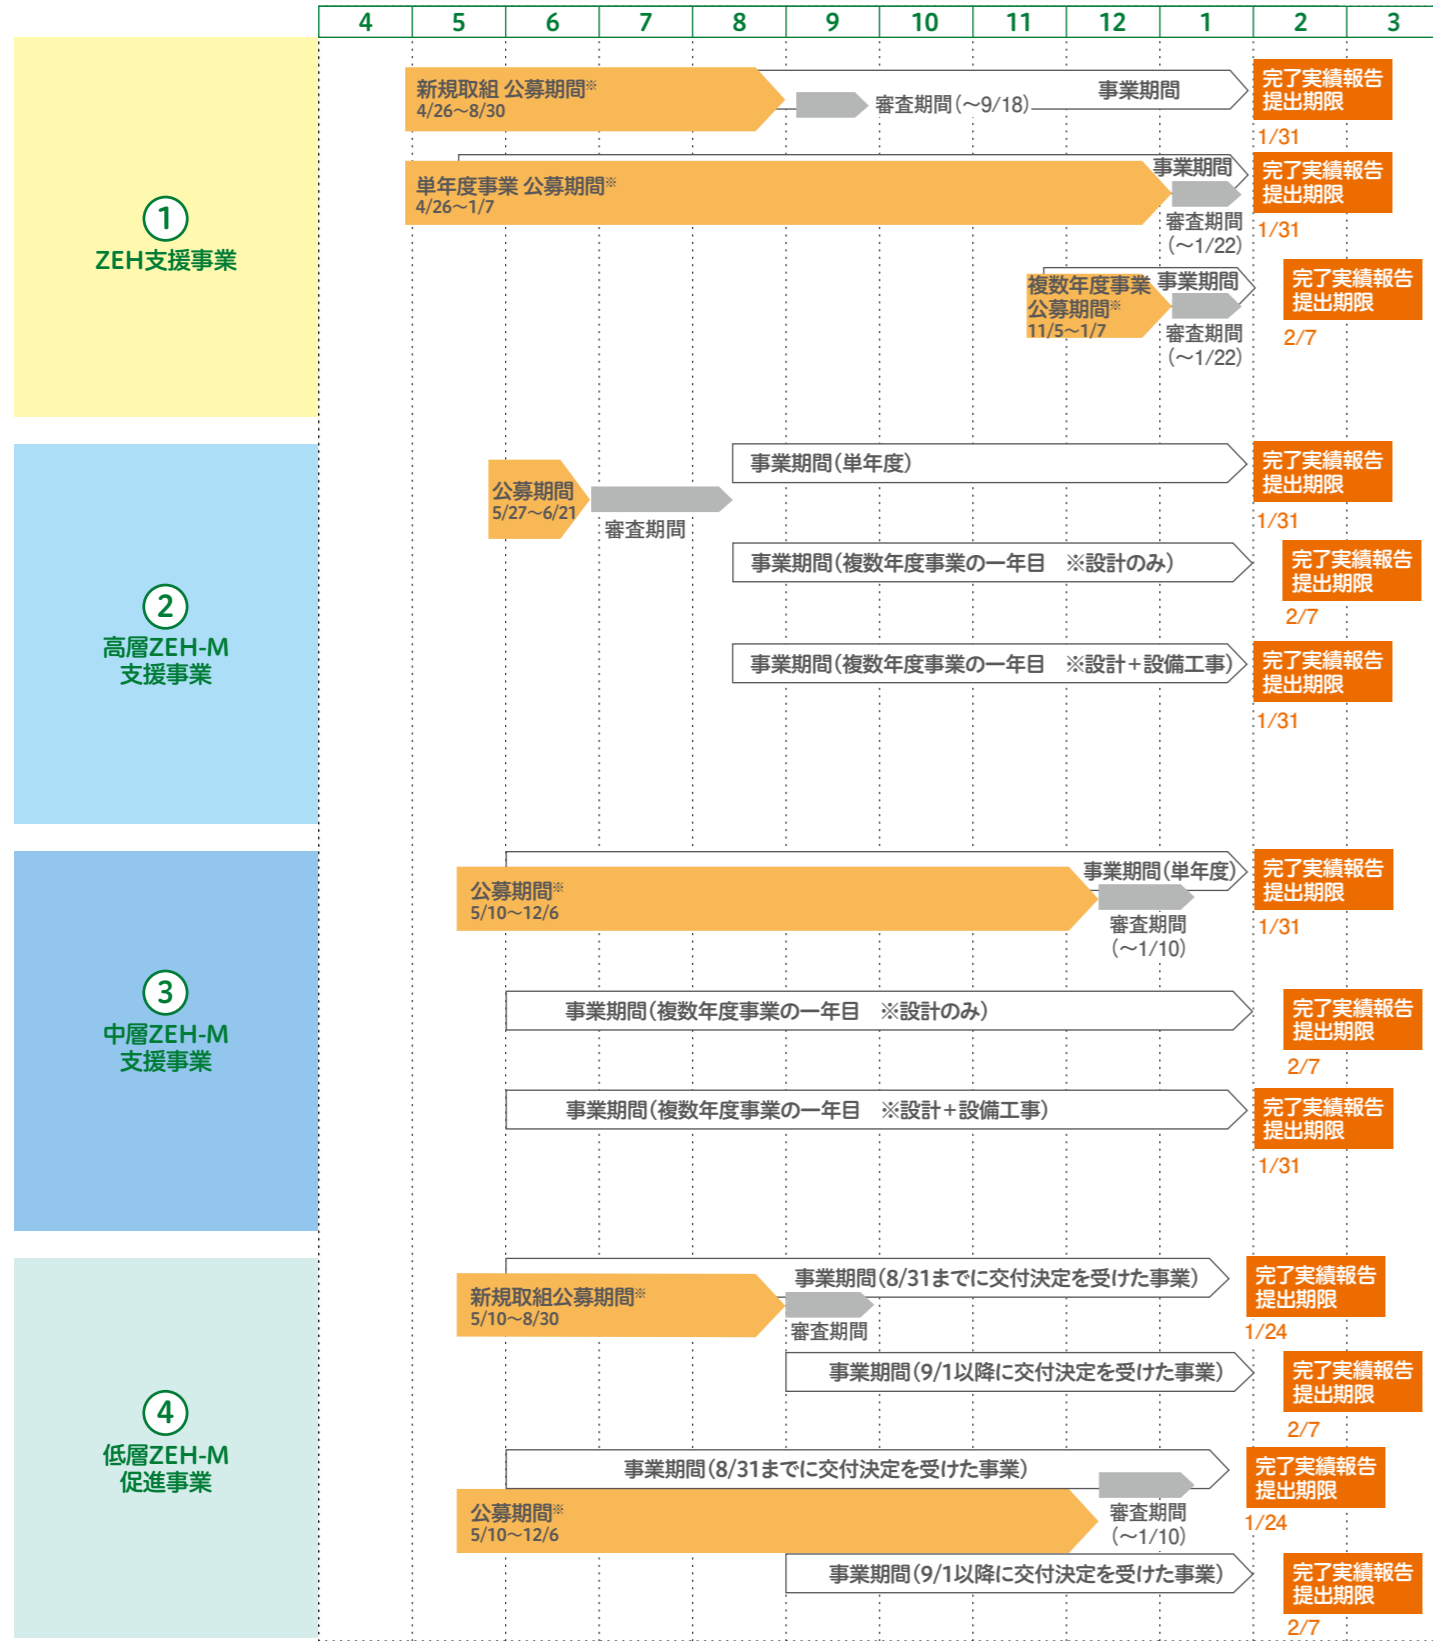 4 5 6 7 8 9 10 11 12 1 2 3
①
ZEH支援事業
新規取組 公募期間※
4/26〜8/30
審査期間(〜9/18)
事業期間
完了実績報告
提出期限
1/31
単年度事業 公募期間※
4/26〜1/7
事業期間
審査期間
(〜1/22)
完了実績報告
提出期限
1/31
複数年度事業
公募期間※
11/5〜1/7
事業期間
審査期間
(〜1/22)
完了実績報告
提出期限
2/7
②
高層ZEH-M
支援事業
公募期間
5/27〜6/21
審査期間
事業期間(単年度)
完了実績報告
提出期限
1/31
事業期間(複数年度事業の一年目　※設計のみ)
完了実績報告
提出期限
2/7
事業期間(複数年度事業の一年目　※設計+設備工事)
完了実績報告
提出期限
1/31
③
中層ZEH-M
支援事業
公募期間※
5/10〜12/6
事業期間(単年度)
審査期間
(〜1/10)
完了実績報告
提出期限
1/31
事業期間(複数年度事業の一年目　※設計のみ)
完了実績報告
提出期限
2/7
事業期間(複数年度事業の一年目　※設計+設備工事)
完了実績報告
提出期限
1/31
④
低層ZEH-M
促進事業
事業期間(8/31までに交付決定を受けた事業)
新規取組公募期間※
5/10〜8/30
審査期間
完了実績報告
提出期限
1/24
事業期間(9/1以降に交付決定を受けた事業)
完了実績報告
提出期限
2/7
事業期間(8/31までに交付決定を受けた事業)
公募期間※
5/10〜12/6
審査期間
(〜1/10)
完了実績報告
提出期限
1/24
事業期間(9/1以降に交付決定を受けた事業)
完了実績報告
提出期限
2/7